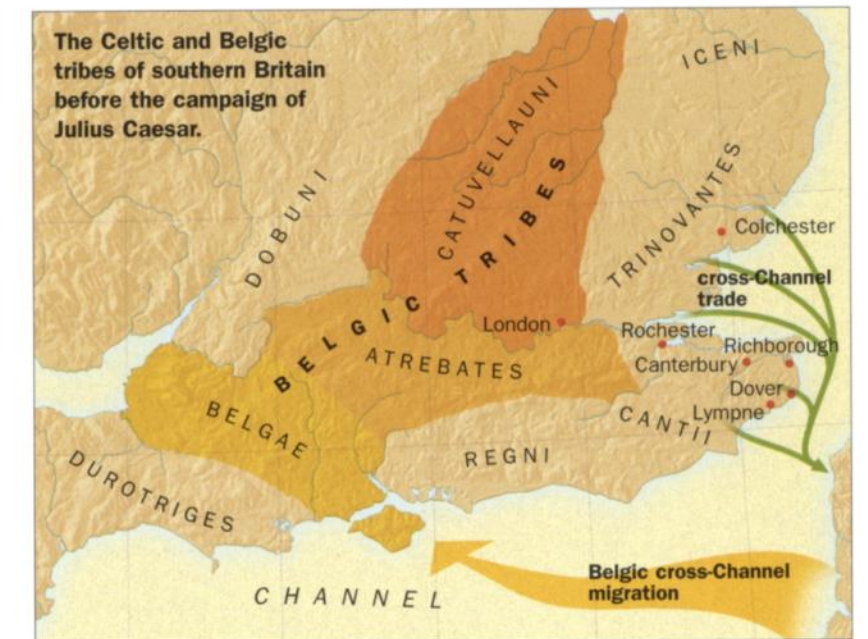 The Celtic and Belgic
tribes of southern Britain
before the campaign of
Julius Caesar.
ICENI
CATUVELLAUNI
DOBUNI
TRINOVANTES
BELGIC TRIBES
Colchester
cross-Channel
trade
London
Rochester
Richborough
Canterbury
ATREBATES
Dover
Lympne
BELGAE
CANTII
REGNI
DUROTRIGES
Belgic cross-Channel
migration
CHANNEL